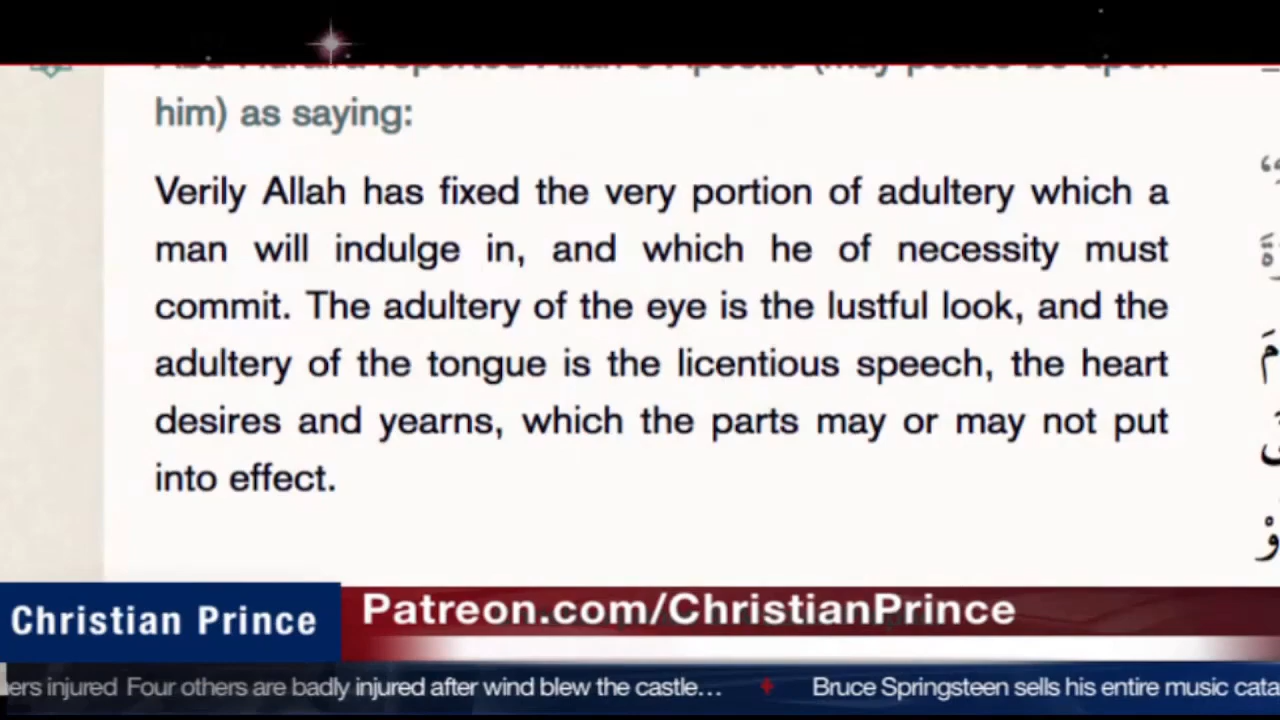 him) as saying:
Verily Allah has fixed the very portion of adultery which a
man will indulge in, and which he of necessity must
commit. The adultery of the eye is the lustful look, and the
adultery of the tongue is the licentious speech, the heart
desires and yearns, which the parts may or may not put
into effect.
Christian Prince
Patreon.com/ChristianPrince
injured Four others are badly injured after wind blew the castle... Bruce Springsteen sells his entire music